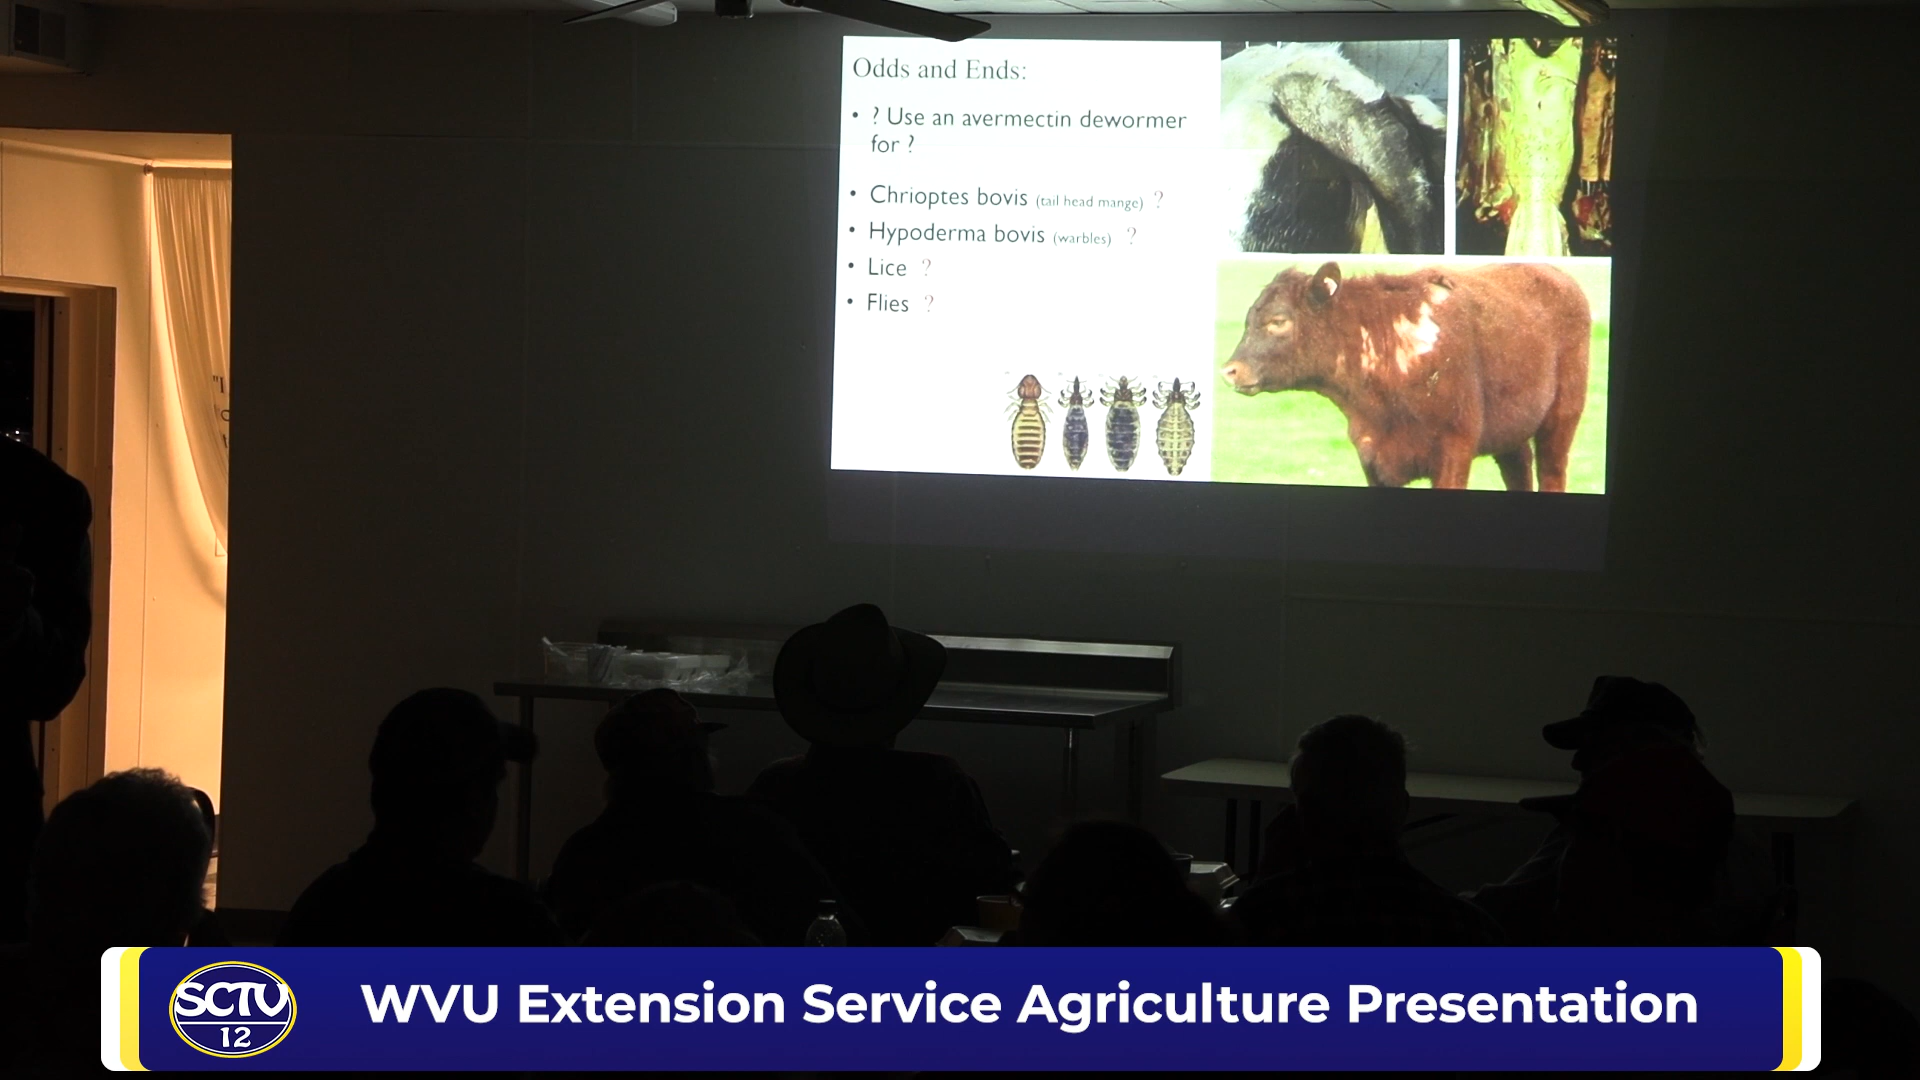 Odds and Ends:
• ? Use an avermectin dewormer
for ?
• Chrioptes bovis (tail head mange) ?
• Hypoderma bovis (warbles) ?
• Lice ?
• Flies ?
SCTV
12
WVU Extension Service Agriculture Presentation